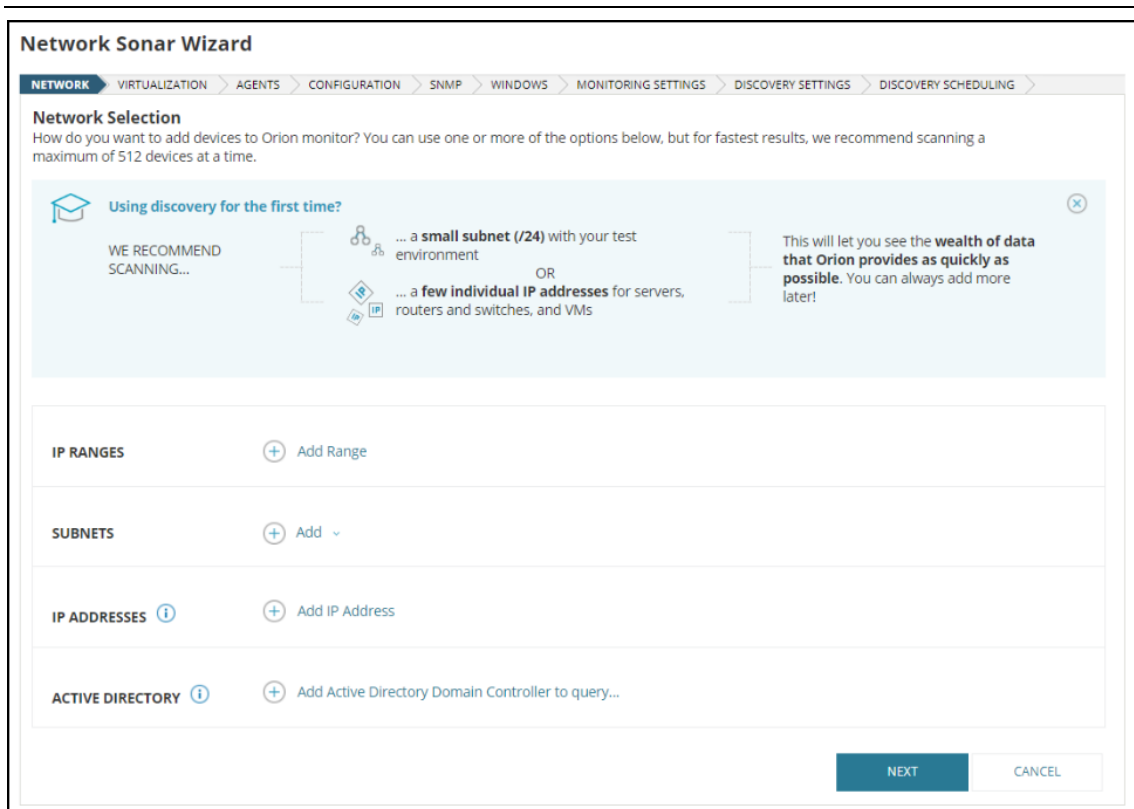 Network Sonar Wizard
NETWORK VIRTUALIZATION AGENTS CONFIGURATION SNMP WINDOWS MONITORING SETTINGS DISCOVERY SETTINGS DISCOVERY SCHEDULING
Network Selection
How do you want to add devices to Orion monitor? You can use one or more of the options below, but for fastest results, we recommend scanning a
maximum of 512 devices at a time.
Using discovery for the first time?
WE RECOMMEND
SCANNING...
... a small subnet (/24) with your test
environment
OR
... a few individual IP addresses for servers,
routers and switches, and VMs
IP
IP
IP
This will let you see the wealth of data
that Orion provides as quickly as
possible. You can always add more
later!
IP RANGES Add Range
SUBNETS Add
IP ADDRESSES Add IP Address
ACTIVE DIRECTORY Add Active Directory Domain Controller to query...
NEXT CANCEL